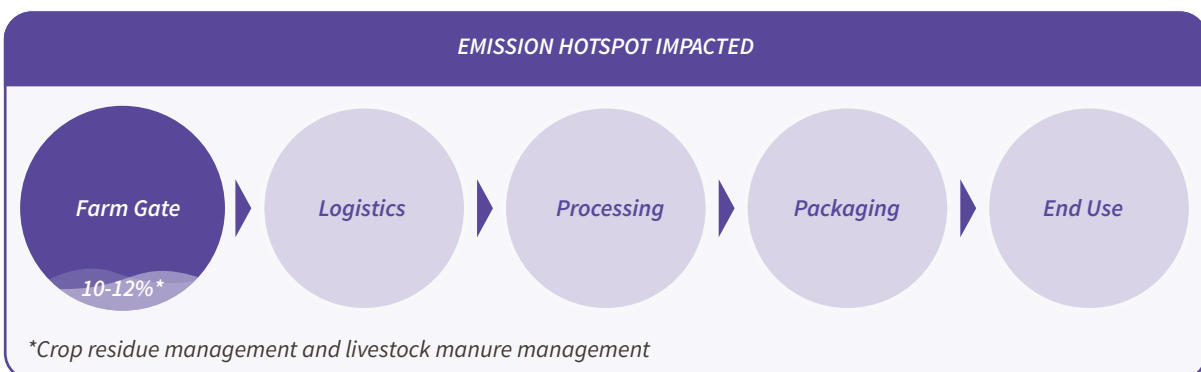 EMISSION HOTSPOT IMPACTED
Farm Gate
Logistics
Processing
Packaging
End Use
10-12%*
*Crop residue management and livestock manure management